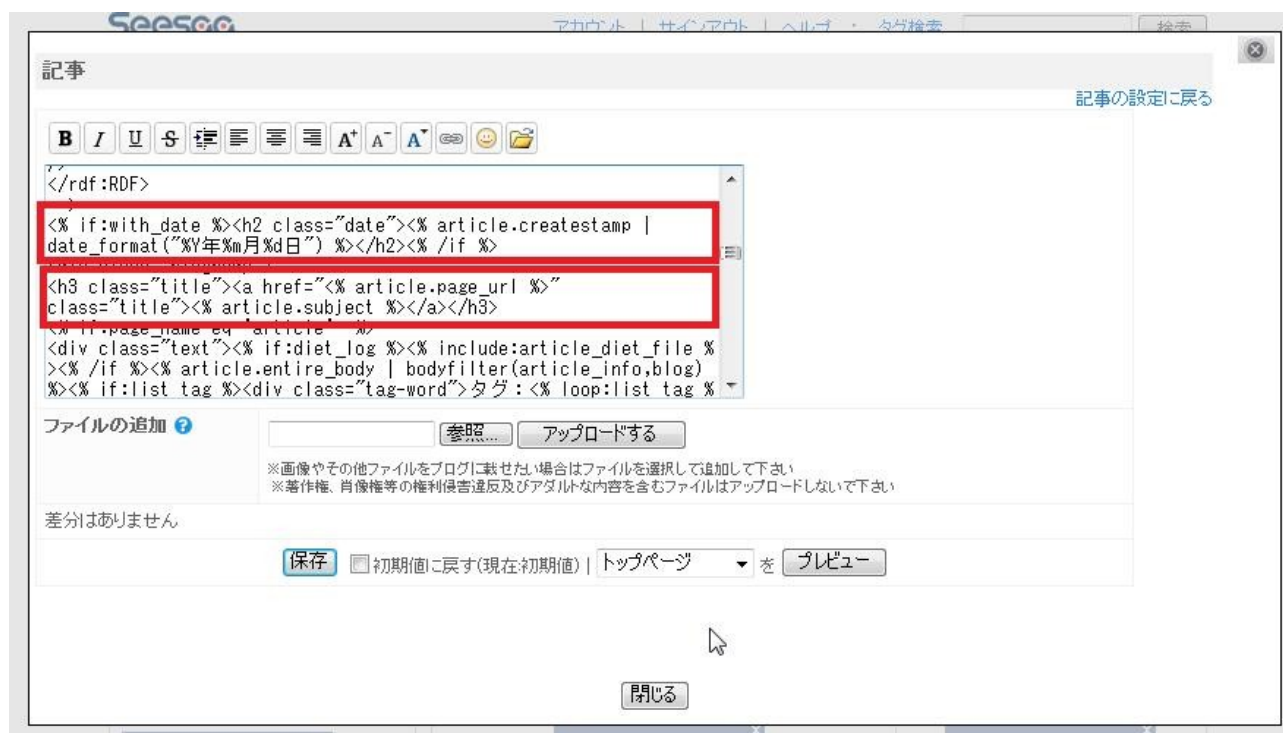 Seesaa
アカウント | サインアウト | ヘルプ : タグ検索 検索
記事
記事の設定に戻る
B I U S A+ A- A
</rdf:RDF>
<% if:with_date %><h2 class="date"><% article.createstamp |
date_format("%Y年%m月%d日") %></h2><% /if %>
<h3 class="title"><a href="<% article.page_url %>"
class="title"><% article.subject %></a></h3>
<% if:page_name eq 'article' %>
<div class="text"><% if:diet_log %><% include:article_diet_file %
><% /if %><% article.entire_body | bodyfilter(article_info,blog)
%><% if:list_tag %><div class="tag-word">タグ：<% loop:list_tag %
ファイルの追加 ?
参照... アップロードする
※画像やその他ファイルをブログに載せたい場合はファイルを選択して追加して下さい
※著作権、肖像権等の権利侵害違反及びアダルトな内容を含むファイルはアップロードしないで下さい
差分はありません
保存 初期値に戻す(現在:初期値) | トップページ を プレビュー
閉じる